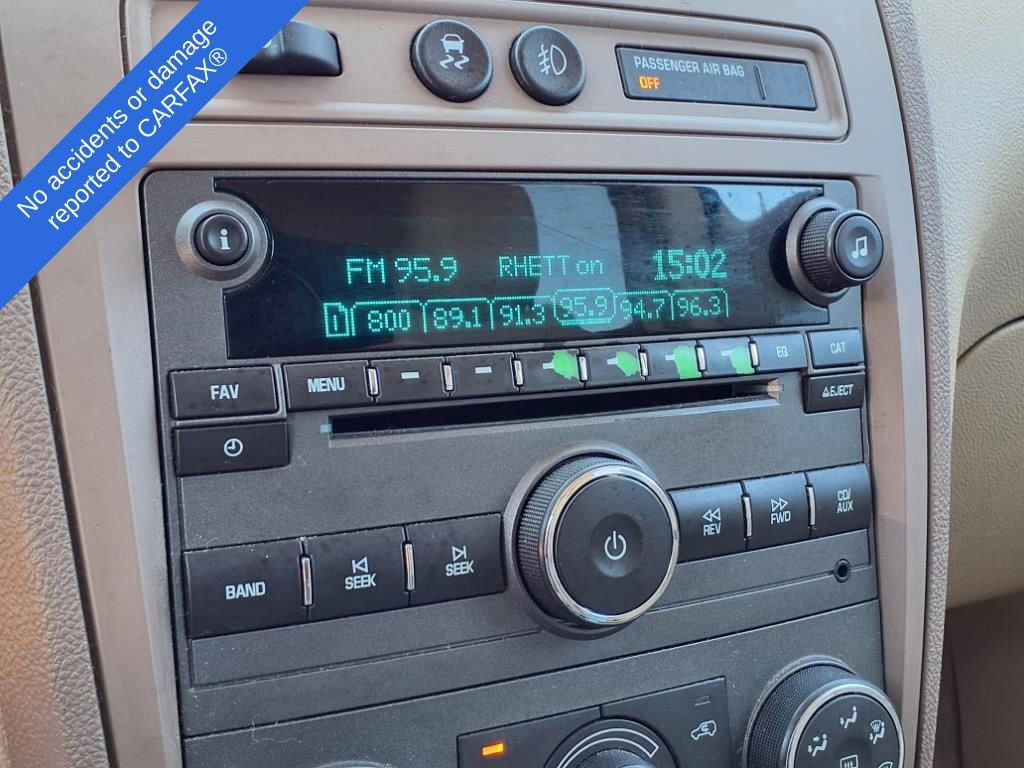 No accidents or damage
reported to CARFAX®
PASSENGER AIR BAG
OFF
i
FM 95.9 RHETT on 15:02
800 89.1 91.3 95.9 94.7 96.3
FAV
MENU
EQ
CAT
EJECT
REV
FWD
CD/
AUX
BAND
SEEK
SEEK